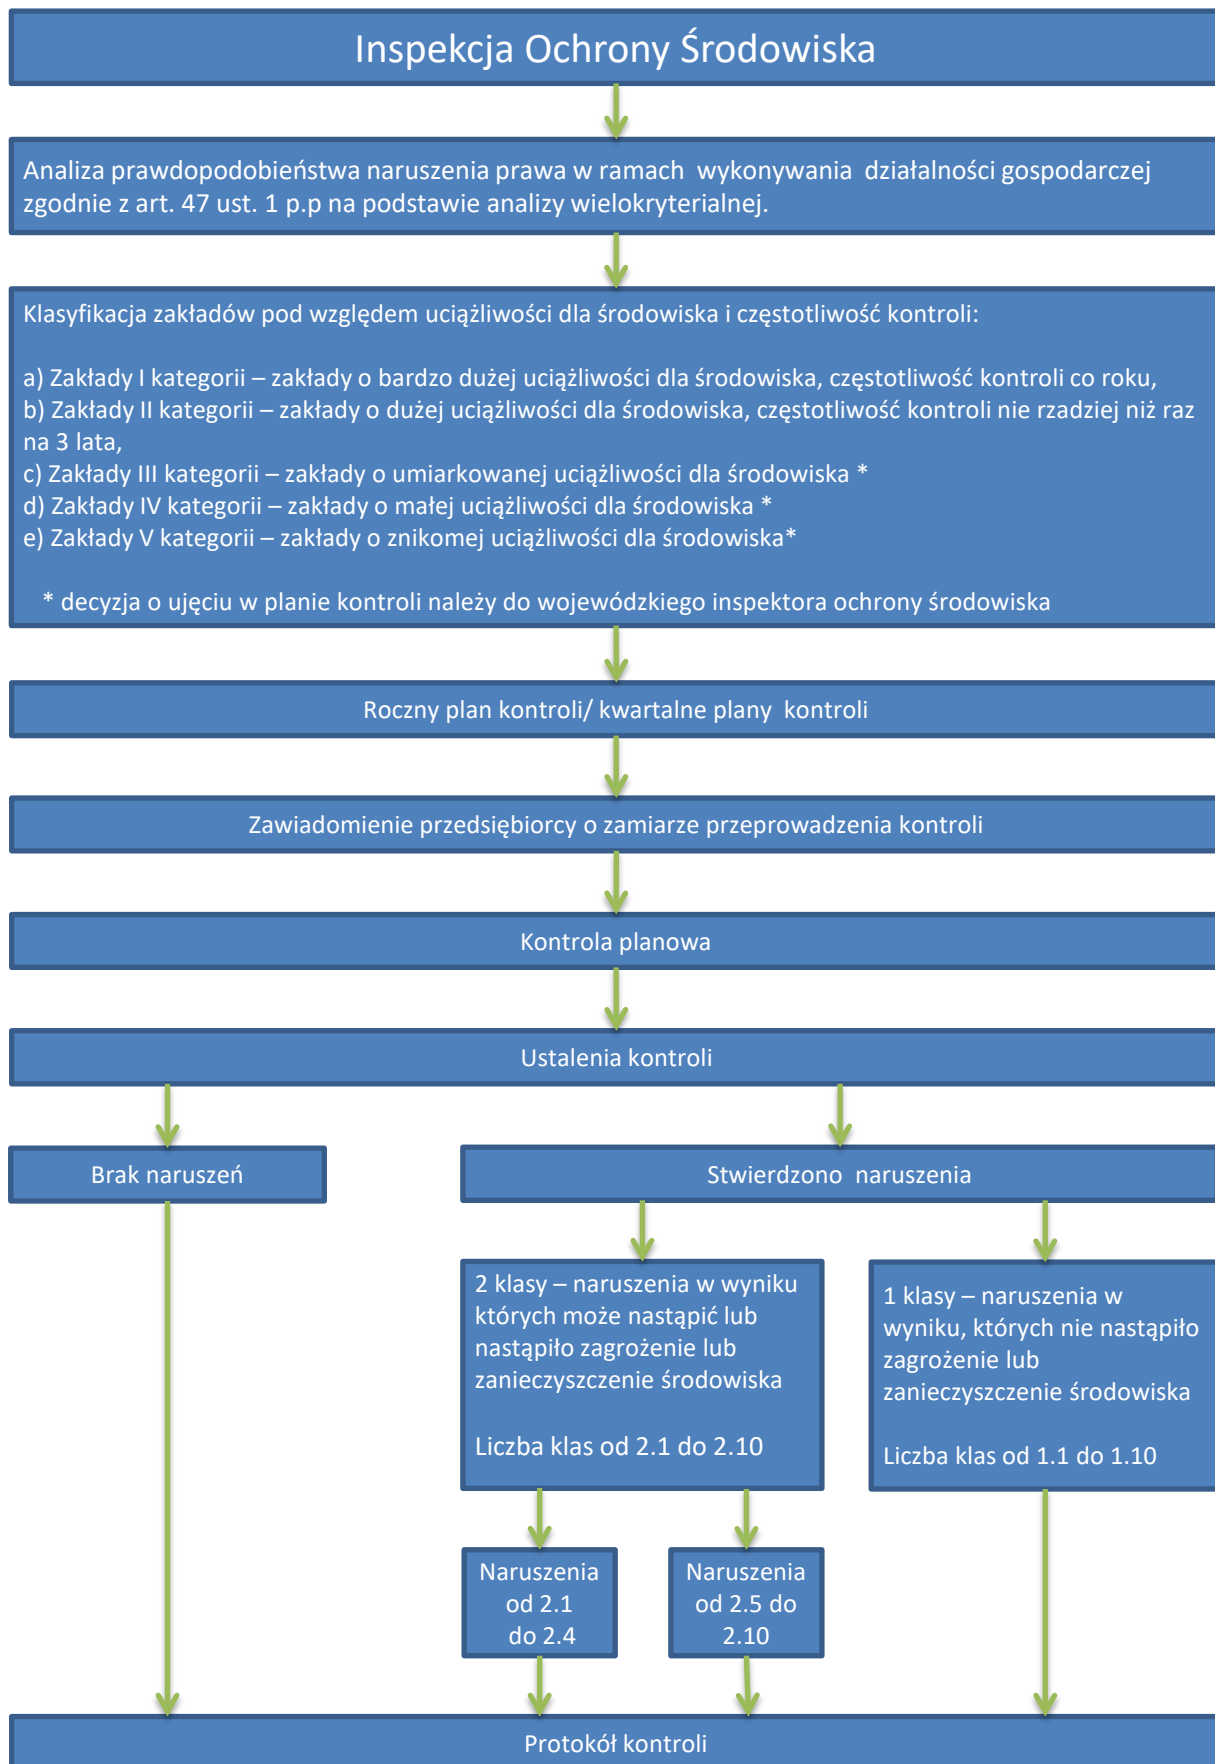 Inspekcja Ochrony Środowiska
Analiza prawdopodobieństwa naruszenia prawa w ramach wykonywania działalności gospodarczej
zgodnie z art. 47 ust. 1 p.p na podstawie analizy wielokryterialnej.
Klasyfikacja zakładów pod względem uciążliwości dla środowiska i częstotliwość kontroli:
a) Zakłady I kategorii – zakłady o bardzo dużej uciążliwości dla środowiska, częstotliwość kontroli co roku,
b) Zakłady II kategorii – zakłady o dużej uciążliwości dla środowiska, częstotliwość kontroli nie rzadziej niż raz
na 3 lata,
c) Zakłady III kategorii – zakłady o umiarkowanej uciążliwości dla środowiska *
d) Zakłady IV kategorii – zakłady o małej uciążliwości dla środowiska *
e) Zakłady V kategorii – zakłady o znikomej uciążliwości dla środowiska*
* decyzja o ujęciu w planie kontroli należy do wojewódzkiego inspektora ochrony środowiska
Roczny plan kontroli/ kwartalne plany kontroli
Zawiadomienie przedsiębiorcy o zamiarze przeprowadzenia kontroli
Kontrola planowa
Ustalenia kontroli
Brak naruszeń
Stwierdzono naruszenia
2 klasy – naruszenia w wyniku
których może nastąpić lub
nastąpiło zagrożenie lub
zanieczyszczenie środowiska
Liczba klas od 2.1 do 2.10
1 klasy – naruszenia w
wyniku, których nie nastąpiło
zagrożenie lub
zanieczyszczenie środowiska
Liczba klas od 1.1 do 1.10
Naruszenia
od 2.1
do 2.4
Naruszenia
od 2.5 do
2.10
Protokół kontroli